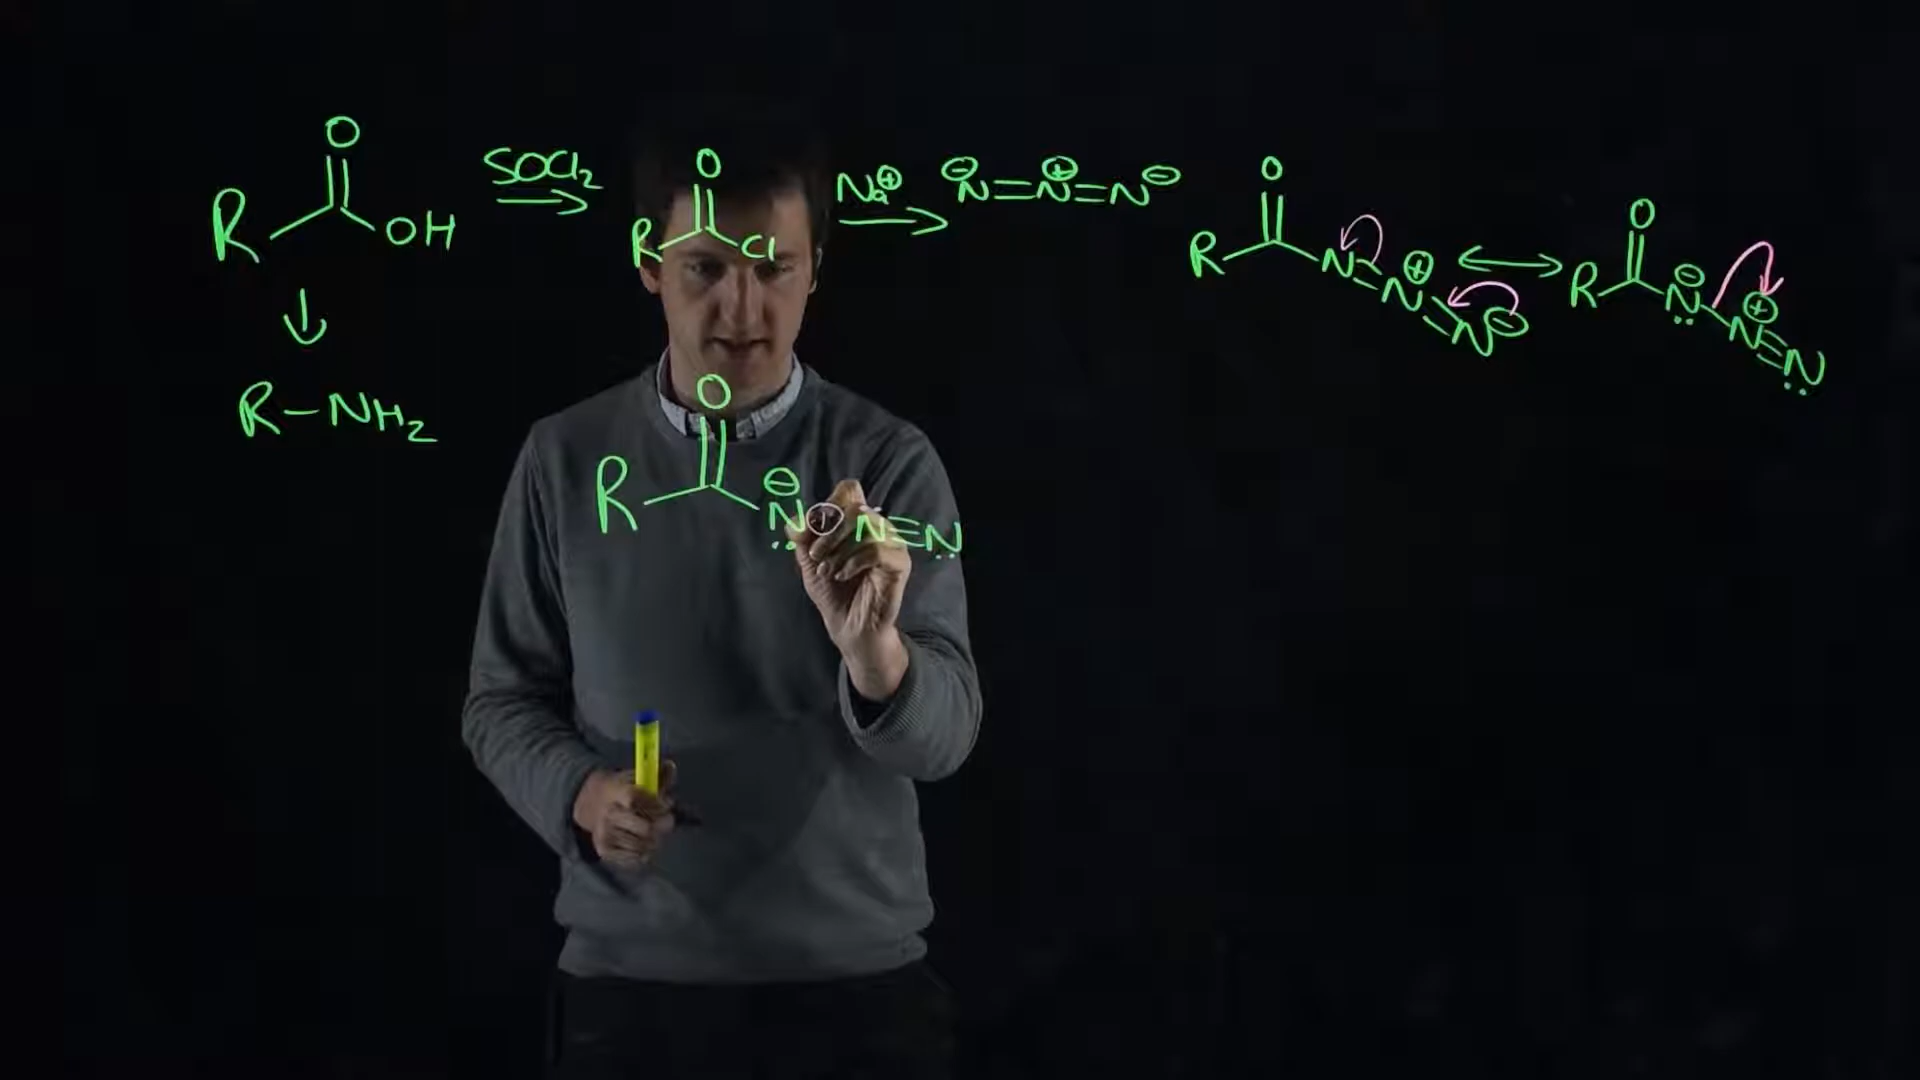 O
R OH
SOCl2
O
R Cl
Na⊕
⊖N=N⊕=N⊖
O
R N=N⊕=N⊖
O
R N⊖ N⊕≡N
R-NH2
O
R N⊖ + N≡N